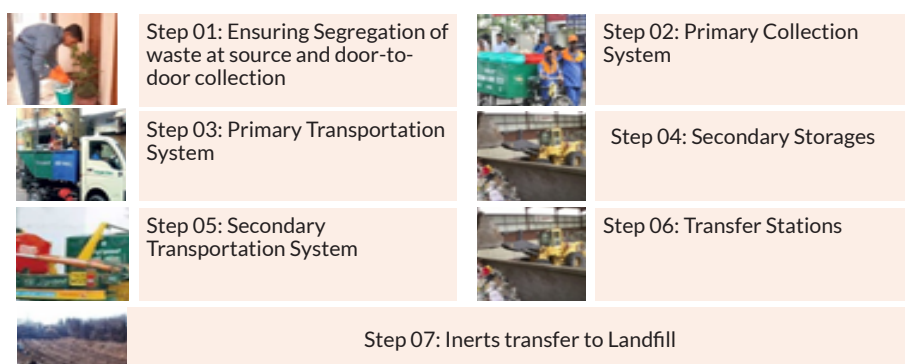 Step 01: Ensuring Segregation of
waste at source and door-to-
door collection
Step 02: Primary Collection
System
Step 03: Primary Transportation
System
Step 04: Secondary Storages
Step 05: Secondary
Transportation System
Step 06: Transfer Stations
Step 07: Inerts transfer to Landfill